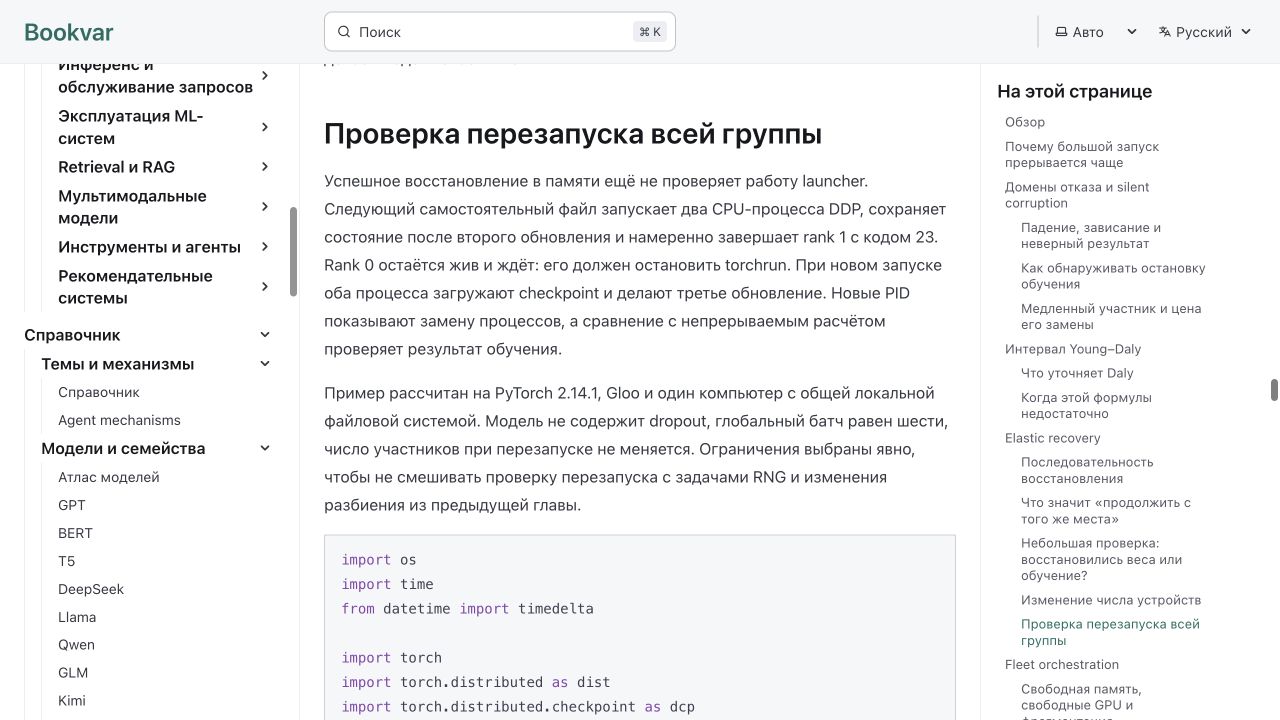 Bookvar
Поиск
⌘ K
Авто
Русский
Инференс и
обслуживание запросов
Эксплуатация ML-
систем
Retrieval и RAG
Мультимодальные
модели
Инструменты и агенты
Рекомендательные
системы
Справочник
Темы и механизмы
Справочник
Agent mechanisms
Модели и семейства
Атлас моделей
GPT
BERT
T5
DeepSeek
Llama
Qwen
GLM
Kimi
Проверка перезапуска всей группы
Успешное восстановление в памяти ещё не проверяет работу launcher.
Следующий самостоятельный файл запускает два CPU-процесса DDP, сохраняет
состояние после второго обновления и намеренно завершает rank 1 с кодом 23.
Rank 0 остаётся жив и ждёт: его должен остановить torchrun. При новом запуске
оба процесса загружают checkpoint и делают третье обновление. Новые PID
показывают замену процессов, а сравнение с непрерываемым расчётом
проверяет результат обучения.
Пример рассчитан на PyTorch 2.14.1, Gloo и один компьютер с общей локальной
файловой системой. Модель не содержит dropout, глобальный батч равен шести,
число участников при перезапуске не меняется. Ограничения выбраны явно,
чтобы не смешивать проверку перезапуска с задачами RNG и изменения
разбиения из предыдущей главы.
import os
import time
from datetime import timedelta
import torch
import torch.distributed as dist
import torch.distributed.checkpoint as dcp
На этой странице
Обзор
Почему большой запуск
прерывается чаще
Домены отказа и silent
corruption
Падение, зависание и
неверный результат
Как обнаруживать остановку
обучения
Медленный участник и цена
его замены
Интервал Young–Daly
Что уточняет Daly
Когда этой формулы
недостаточно
Elastic recovery
Последовательность
восстановления
Что значит «продолжить с
того же места»
Небольшая проверка:
восстановились веса или
обучение?
Изменение числа устройств
Проверка перезапуска всей
группы
Fleet orchestration
Свободная память,
свободные GPU и